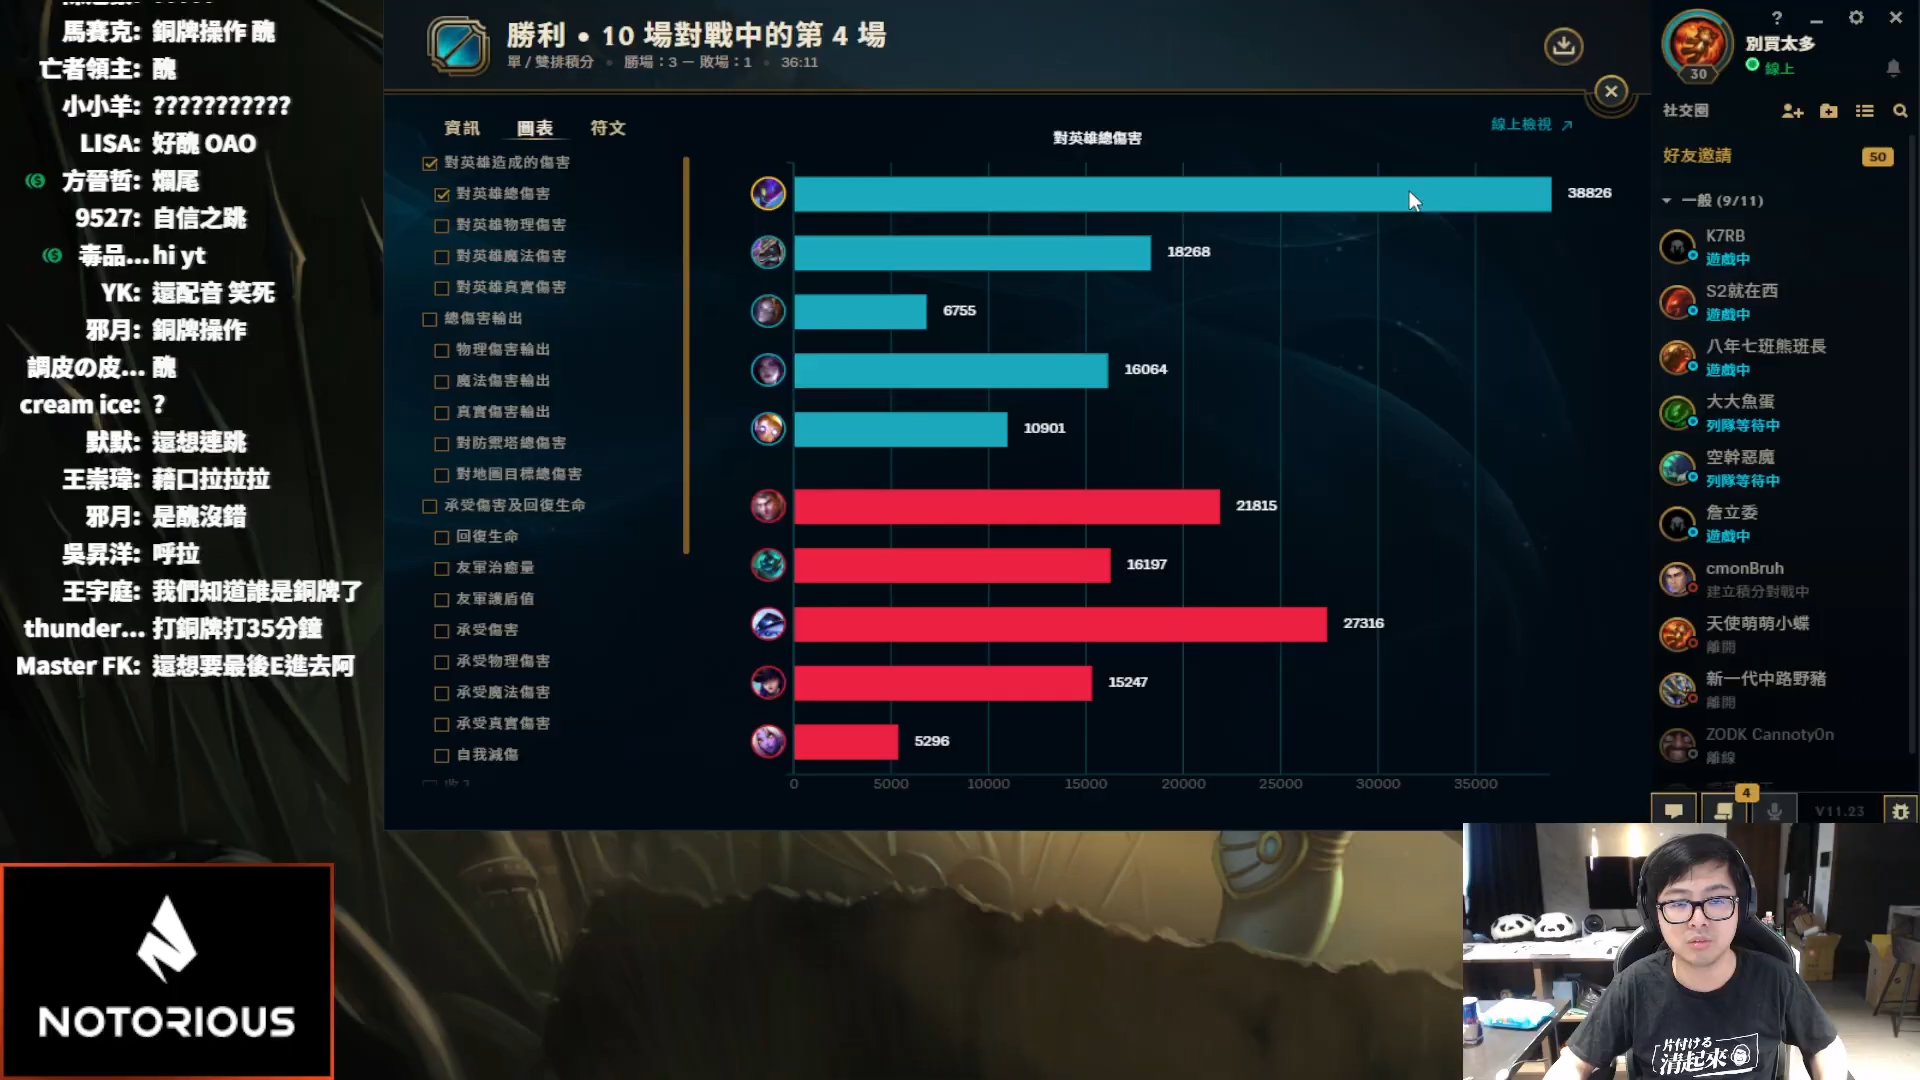 馬賽克: 銅牌操作 醜
亡者領主: 醜
小小羊: ???????????
LISA: 好醜 OAO
方晉哲: 爛尾
9527: 自信之跳
毒品... hi yt
YK: 還配音 笑死
邪月: 銅牌操作
調皮の皮... 醜
cream ice: ?
默默: 還想連跳
王崇瑋: 藉口拉拉拉
邪月: 是醜沒錯
吳昇洋: 呼拉
王宇庭: 我們知道誰是銅牌了
thunder... 打銅牌打35分鐘
Master FK: 還想要最後E進去阿
NOTORIOUS
勝利 • 10 場對戰中的第 4 場
單 / 雙排積分 • 勝場：3 — 敗場：1 • 36:11
資訊 圖表 符文
線上檢視
對英雄造成的傷害
對英雄總傷害
對英雄物理傷害
對英雄魔法傷害
對英雄真實傷害
總傷害輸出
物理傷害輸出
魔法傷害輸出
真實傷害輸出
對防禦塔總傷害
對地圖目標總傷害
承受傷害及回復生命
回復生命
友軍治癒量
友軍護盾值
承受傷害
承受物理傷害
承受魔法傷害
承受真實傷害
自我減傷
對英雄總傷害
38826
18268
6755
16064
10901
21815
16197
27316
15247
5296
0 5000 10000 15000 20000 25000 30000 35000
?
30
別買太多
線上
社交圈
好友邀請 50
一般 (9/11)
K7RB
遊戲中
S2就在西
遊戲中
八年七班熊班長
遊戲中
大大魚蛋
列隊等待中
空幹惡魔
列隊等待中
詹立委
遊戲中
cmonBruh
建立積分對戰中
天使萌萌小蝶
離開
新一代中路野豬
離開
ZODK CannotyOn
離線
4
V11.23
片付ける
清起來